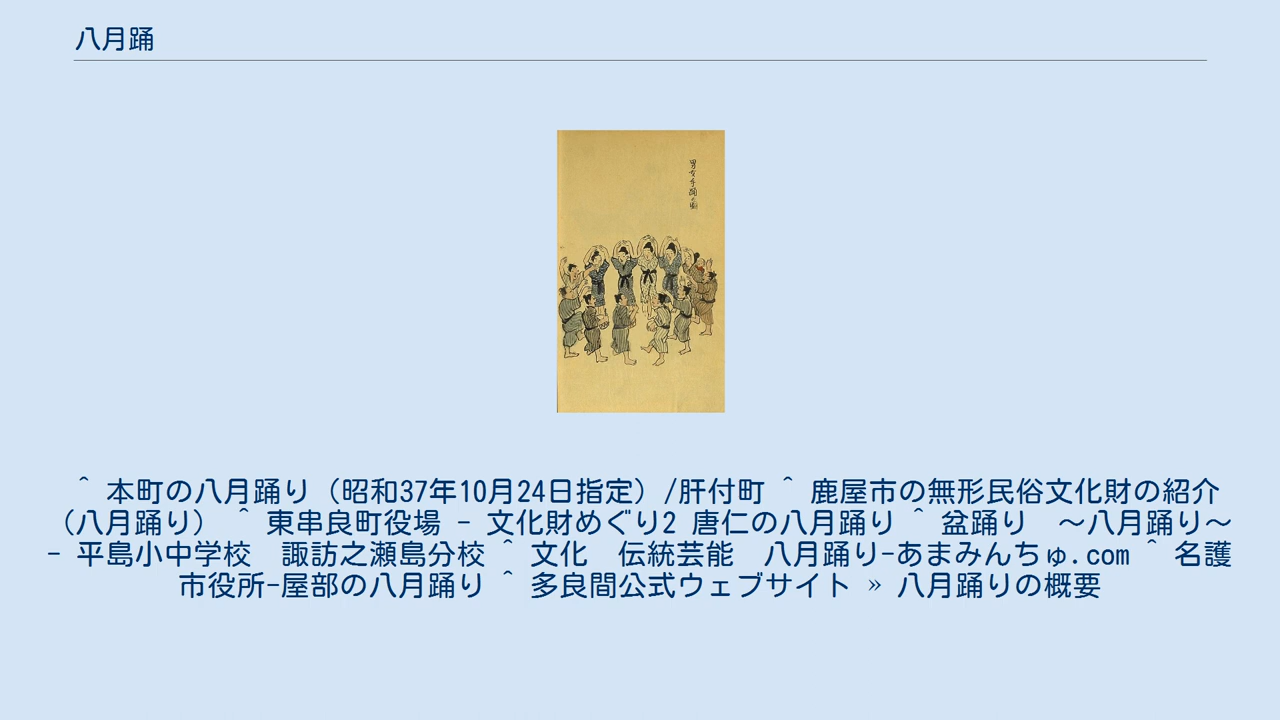 八月踊
男女手踊之圖
^ 本町の八月踊り（昭和37年10月24日指定）/肝付町 ^ 鹿屋市の無形民俗文化財の紹介
（八月踊り） ^ 東串良町役場 - 文化財めぐり2 唐仁の八月踊り ^ 盆踊り　～八月踊り～
- 平島小中学校　諏訪之瀬島分校 ^ 文化　伝統芸能　八月踊り-あまみんちゅ.com ^ 名護
市役所-屋部の八月踊り ^ 多良間公式ウェブサイト » 八月踊りの概要